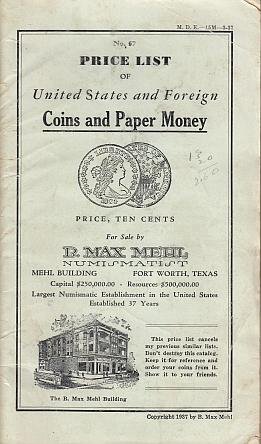 M. D. R.—15M—3-37
No. 67
PRICE LIST
OF
United States and Foreign
Coins and Paper Money
LIBERTY
PRICE, TEN CENTS
For Sale by
B. MAX MEHL
NUMISMATIST
MEHL BUILDING FORT WORTH, TEXAS
Capital $250,000.00 - Resources $500,000.00
Largest Numismatic Establishment in the United States
Established 37 Years
This price list cancels
my previous similar lists.
Don't destroy this catalog.
Keep it for reference and
order your coins from it.
Show it to your friends.
The B. Max Mehl Building
Copyright 1937 by B. Max Mehl